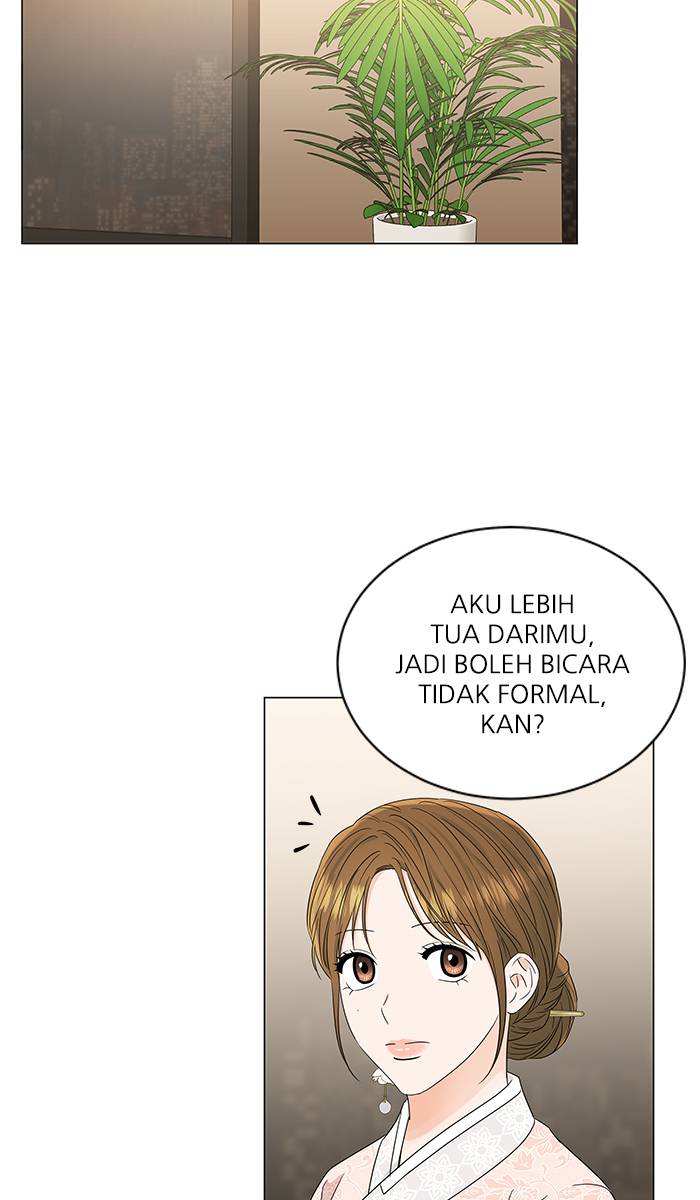 AKU LEBIH
TUA DARIMU,
JADI BOLEH BICARA
TIDAK FORMAL,
KAN?